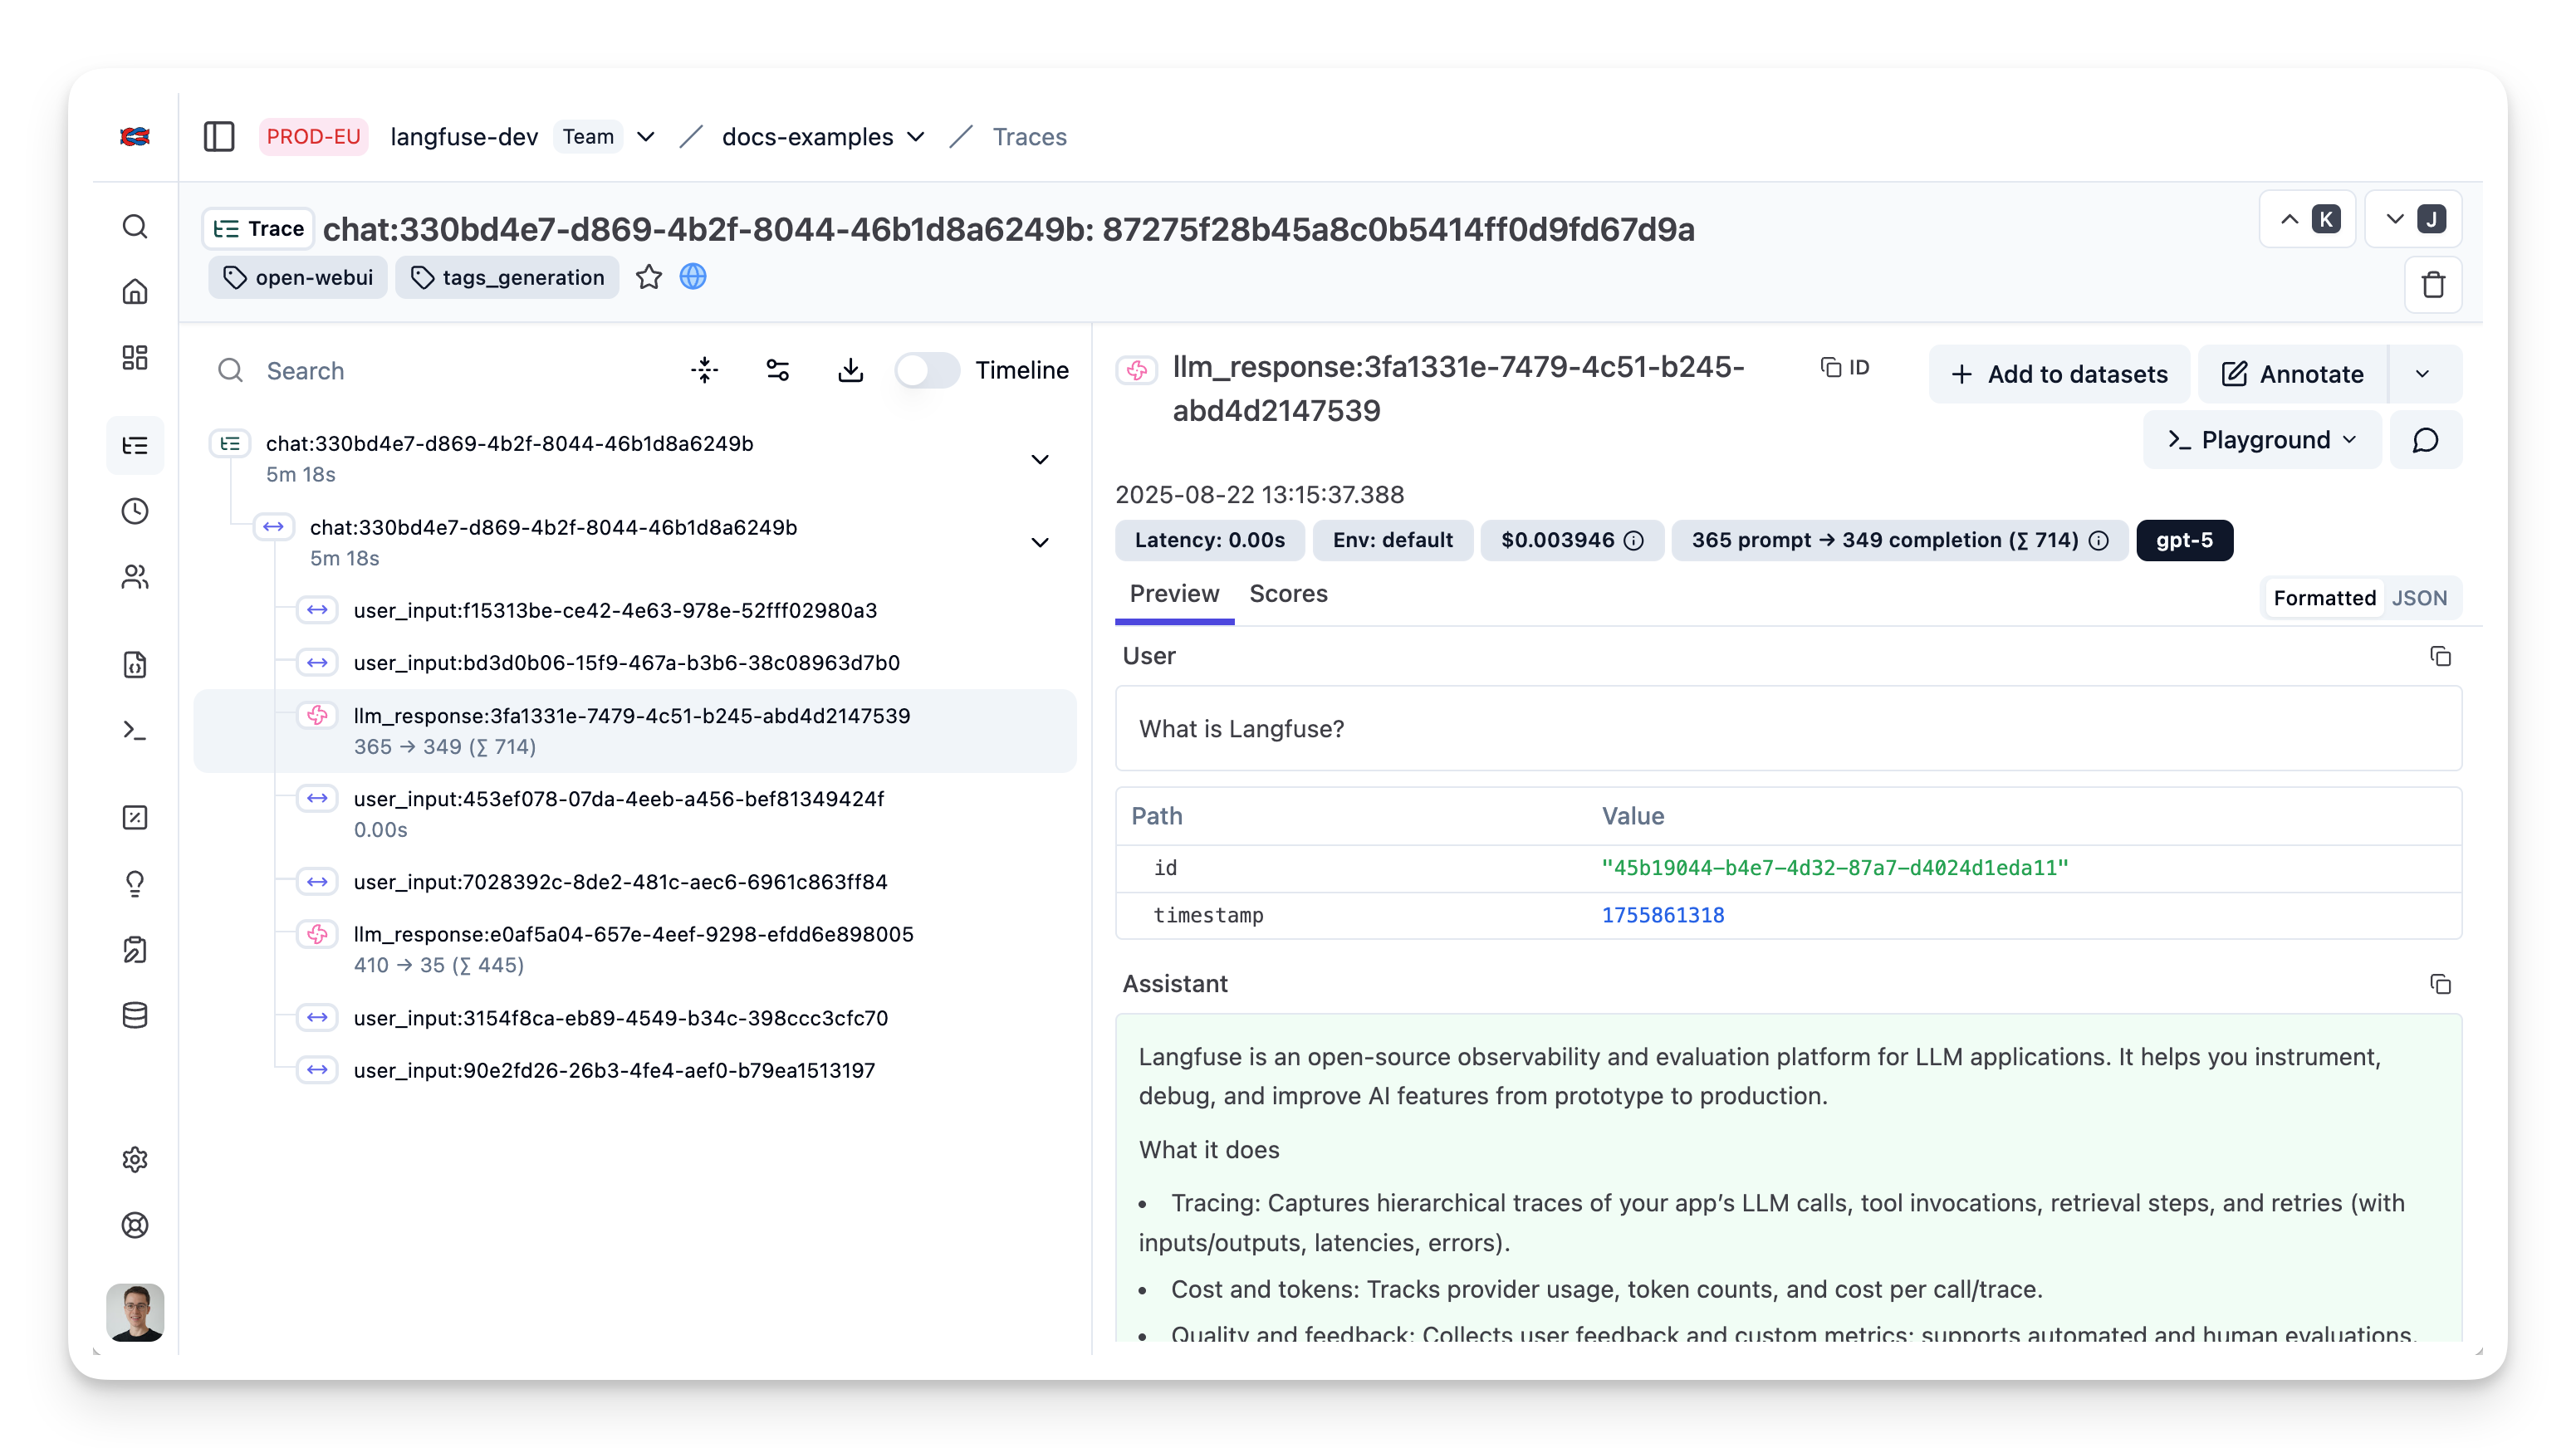 PROD-EU langfuse-dev Team docs-examples Traces
Trace chat:330bd4e7-d869-4b2f-8044-46b1d8a6249b: 87275f28b45a8c0b5414ff0d9fd67d9a
K J
open-webui tags_generation
Search Timeline
chat:330bd4e7-d869-4b2f-8044-46b1d8a6249b
5m 18s
chat:330bd4e7-d869-4b2f-8044-46b1d8a6249b
5m 18s
user_input:f15313be-ce42-4e63-978e-52fff02980a3
user_input:bd3d0b06-15f9-467a-b3b6-38c08963d7b0
llm_response:3fa1331e-7479-4c51-b245-abd4d2147539
365 → 349 (∑ 714)
user_input:453ef078-07da-4eeb-a456-bef81349424f
0.00s
user_input:7028392c-8de2-481c-aec6-6961c863ff84
llm_response:e0af5a04-657e-4eef-9298-efdd6e898005
410 → 35 (∑ 445)
user_input:3154f8ca-eb89-4549-b34c-398ccc3cfc70
user_input:90e2fd26-26b3-4fe4-aef0-b79ea1513197
llm_response:3fa1331e-7479-4c51-b245-
abd4d2147539
ID
Add to datasets
Annotate
Playground
2025-08-22 13:15:37.388
Latency: 0.00s Env: default $0.003946 365 prompt → 349 completion (∑ 714) gpt-5
Preview Scores
Formatted JSON
User
What is Langfuse?
Path Value
id "45b19044-b4e7-4d32-87a7-d4024d1eda11"
timestamp 1755861318
Assistant
Langfuse is an open-source observability and evaluation platform for LLM applications. It helps you instrument,
debug, and improve AI features from prototype to production.
What it does
• Tracing: Captures hierarchical traces of your app’s LLM calls, tool invocations, retrieval steps, and retries (with
inputs/outputs, latencies, errors).
• Cost and tokens: Tracks provider usage, token counts, and cost per call/trace.
• Quality and feedback: Collects user feedback and custom metrics; supports automated and human evaluations.